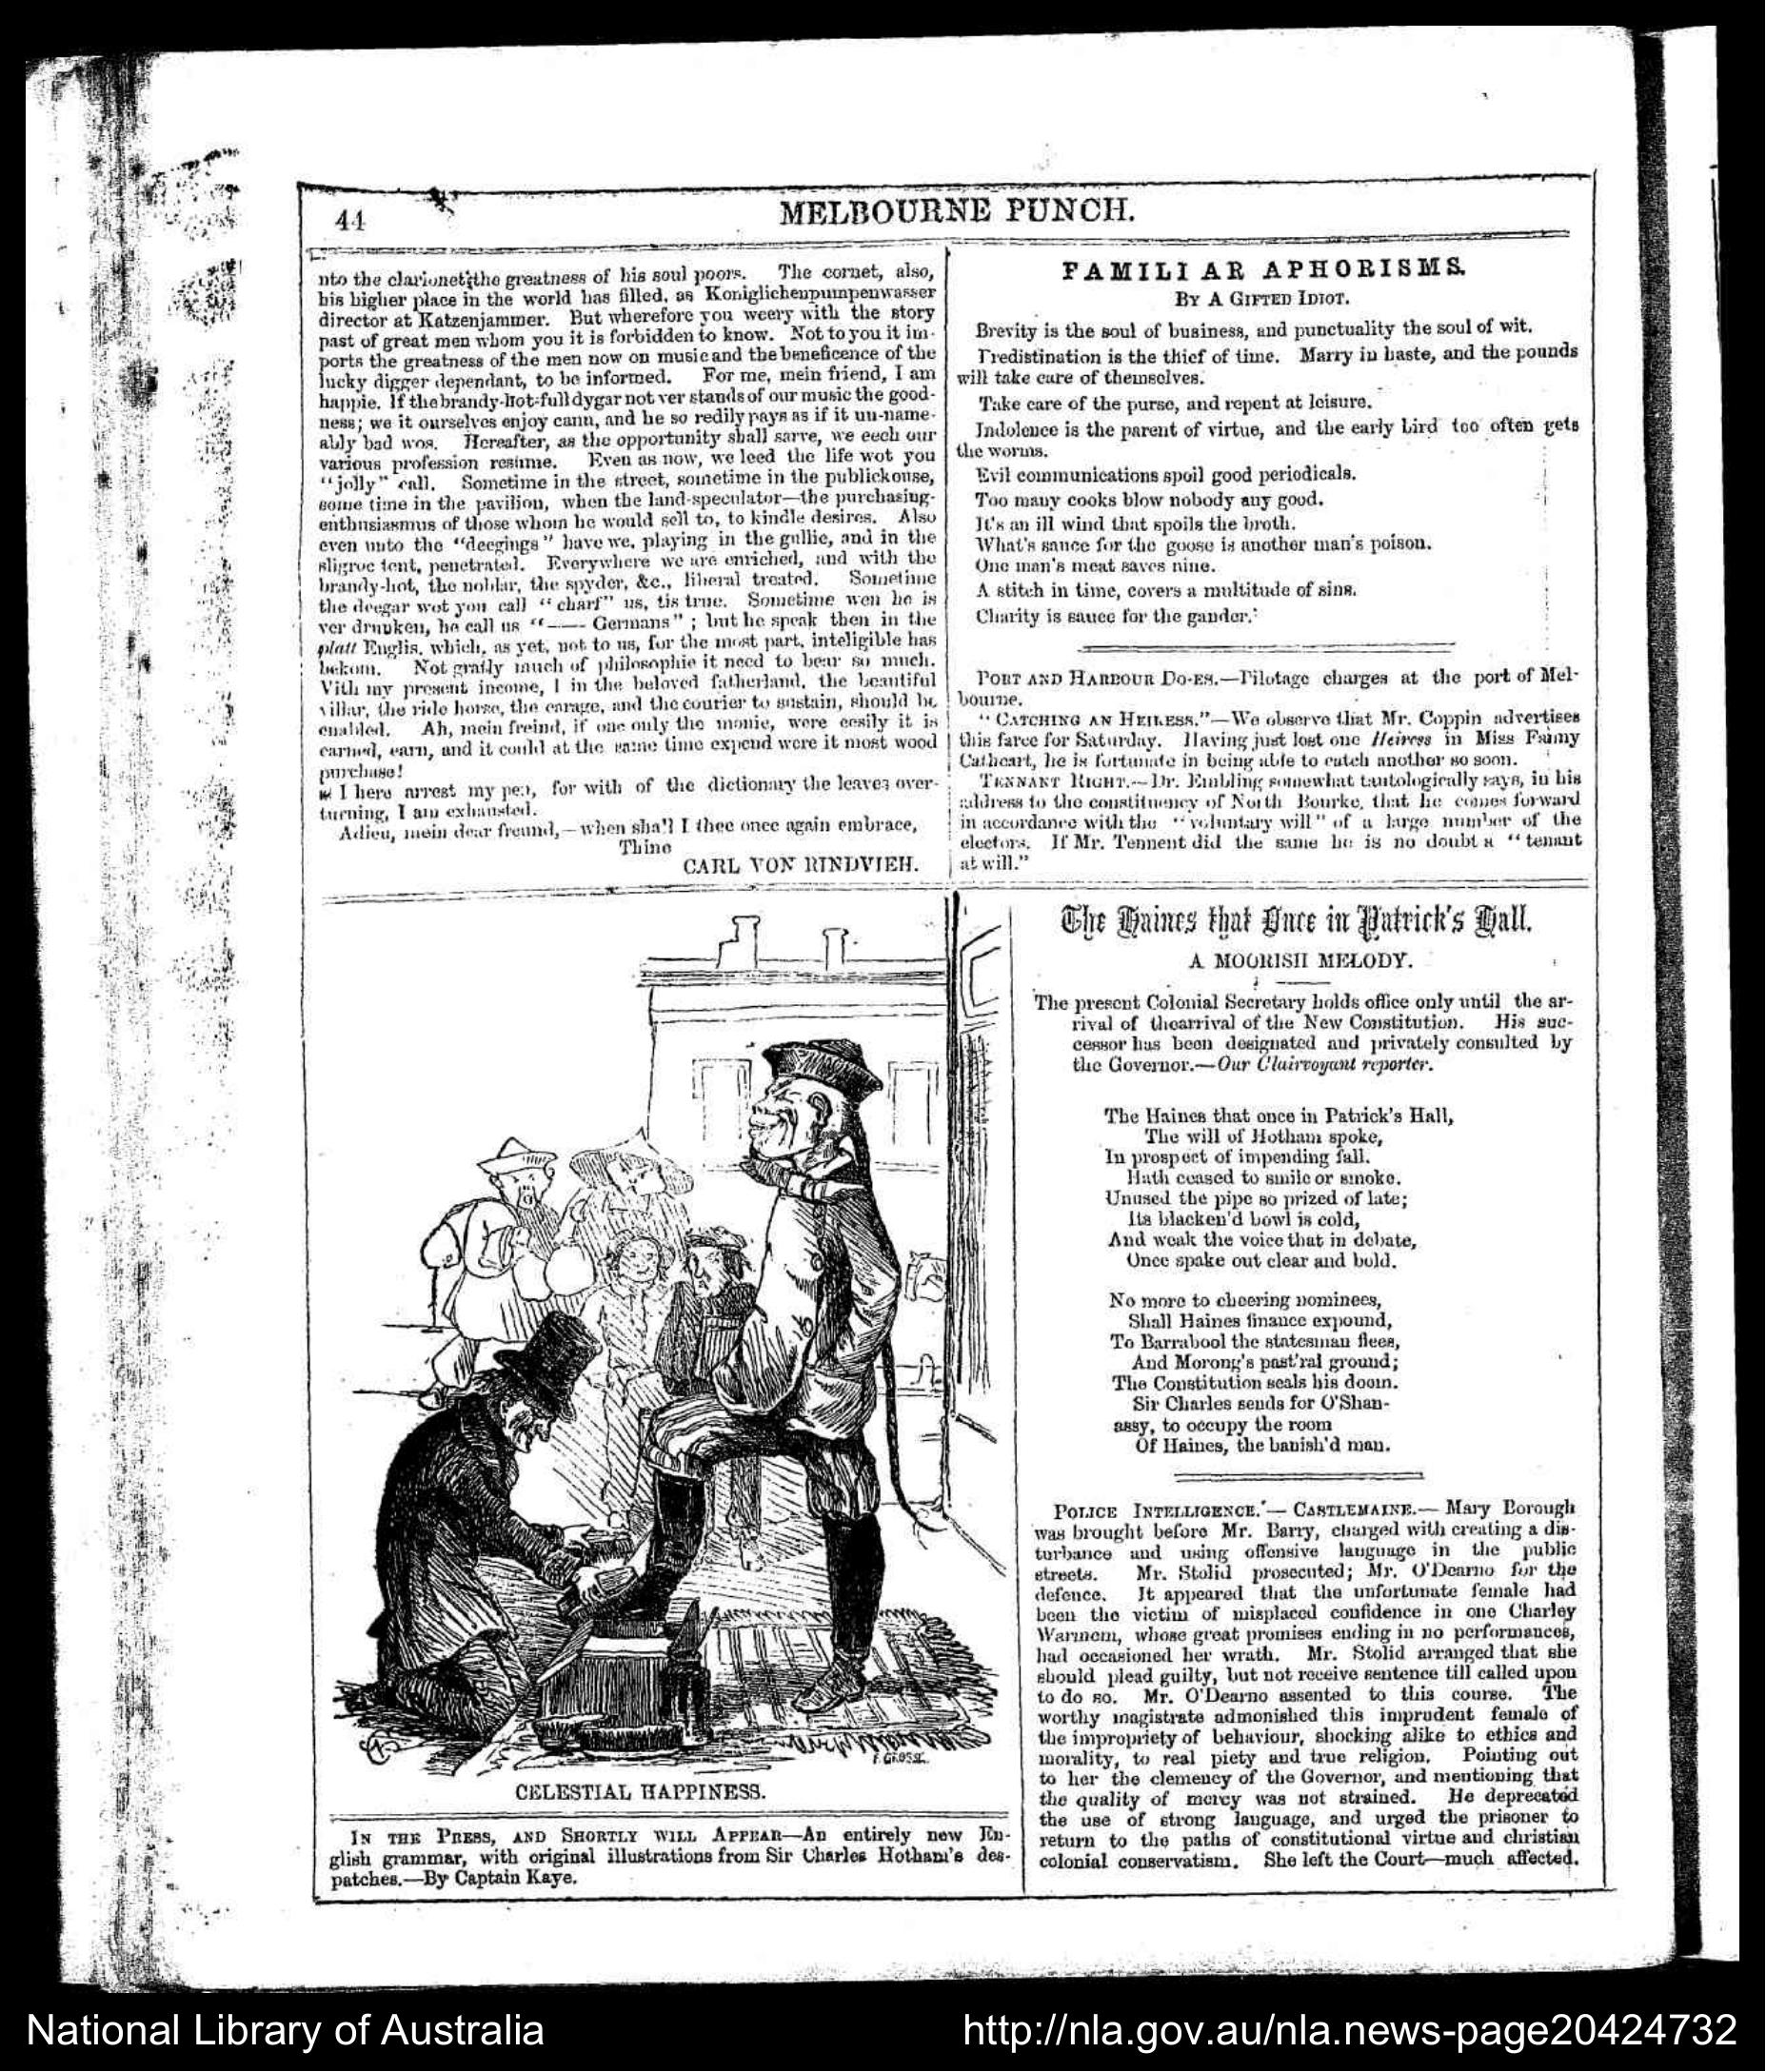 44
MELBOURNE PUNCH.
nto the clarionet the greatness of his soul poors. The cornet, also,
his higher place in the world has filled, as Koniglichenpumpenwasser
director at Katzenjammer. But wherefore you weery with the story
past of great men whom you it is forbidden to know. Not to you it im-
ports the greatness of the men now on music and the beneficence of the
lucky digger dependant, to be informed. For me, mein friend, I am
happie. If the brandy-hot-full dygar not ver stands of our music the good-
ness; we it ourselves enjoy cann, and he so redily pays as if it un-name-
ably bad wos. Hereafter, as the opportunity shall sarve, we eech our
various profession resume. Even as now, we leed the life wot you
"jolly" call. Sometime in the street, sometime in the publickouse,
some time in the pavilion, when the land-speculator—the purchasing-
enthusiasmus of those whom he would sell to, to kindle desires. Also
even unto the "deegings" have we, playing in the gullie, and in the
sligroc tent, penetrated. Everywhere we are enriched, and with the
brandy-hot, the noblar, the spyder, &c., liberal treated. Sometime
the deegar wot you call "charf" us, tis true. Sometime wen he is
ver drunken, he call us "—— Germans"; but he speak then in the
platt Englis, which, as yet, not to us, for the most part, inteligible has
bekom. Not gratly much of philosophie it need to bear so much.
Vith my present income, I in the beloved fatherland, the beautiful
villar, the ride horse, the carage, and the courier to sustain, should be
enabled. Ah, mein freind, if one only the monie, were eesily it is
earned, earn, and it could at the same time expend were it most wood
purchase!
I here arrest my pen, for with of the dictionary the leaves over-
turning, I am exhausted.
Adieu, mein dear freund,—when sha'l I thee once again embrace,
Thine
CARL VON RINDVIEH.
FAMILIAR APHORISMS.
BY A GIFTED IDIOT.
Brevity is the soul of business, and punctuality the soul of wit.
Predistination is the thief of time. Marry in haste, and the pounds
will take care of themselves.
Take care of the purse, and repent at leisure.
Indolence is the parent of virtue, and the early bird too often gets
the worms.
Evil communications spoil good periodicals.
Too many cooks blow nobody any good.
It's an ill wind that spoils the broth.
What's sauce for the goose is another man's poison.
One man's meat saves nine.
A stitch in time, covers a multitude of sins.
Charity is sauce for the gander.
PORT AND HARBOUR DO-ES.—Pilotage charges at the port of Mel-
bourne.
"CATCHING AN HEIRESS."—We observe that Mr. Coppin advertises
this farce for Saturday. Having just lost one Heiress in Miss Fanny
Cathcart, he is fortunate in being able to catch another so soon.
TENNANT RIGHT.—Dr. Embling somewhat tautologically says, in his
address to the constituency of North Bourke, that he comes forward
in accordance with the "voluntary will" of a large number of the
electors. If Mr. Tennent did the same he is no doubt a "tenant
at will."
The Haines that Once in Patrick's Hall.
A MOORISH MELODY.
The present Colonial Secretary holds office only until the ar-
rival of thearrival of the New Constitution. His suc-
cessor has been designated and privately consulted by
the Governor.—Our Clairvoyant reporter.
The Haines that once in Patrick's Hall,
The will of Hotham spoke,
In prospect of impending fall.
Hath ceased to smile or smoke.
Unused the pipe so prized of late;
Its blacken'd bowl is cold,
And weak the voice that in debate,
Once spake out clear and bold.
No more to cheering nominees,
Shall Haines finance expound,
To Barrabool the statesman flees,
And Morong's past'ral ground;
The Constitution seals his doom.
Sir Charles sends for O'Shan-
assy, to occupy the room
Of Haines, the banish'd man.
POLICE INTELLIGENCE.—CASTLEMAINE.—Mary Borough
was brought before Mr. Barry, charged with creating a dis-
turbance and using offensive language in the public
streets. Mr. Stolid prosecuted; Mr. O'Dearno for the
defence. It appeared that the unfortunate female had
been the victim of misplaced confidence in one Charley
Warmem, whose great promises ending in no performances,
had occasioned her wrath. Mr. Stolid arranged that she
should plead guilty, but not receive sentence till called upon
to do so. Mr. O'Dearno assented to this course. The
worthy magistrate admonished this imprudent female of
the impropriety of behaviour, shocking alike to ethics and
morality, to real piety and true religion. Pointing out
to her the clemency of the Governor, and mentioning that
the quality of mercy was not strained. He deprecated
the use of strong language, and urged the prisoner to
return to the paths of constitutional virtue and christian
colonial conservatism. She left the Court—much affected.
F. GROSSE.
CELESTIAL HAPPINESS.
IN THE PRESS, AND SHORTLY WILL APPEAR—An entirely new En-
glish grammar, with original illustrations from Sir Charles Hotham's des-
patches.—By Captain Kaye.
National Library of Australia
http://nla.gov.au/nla.news-page20424732